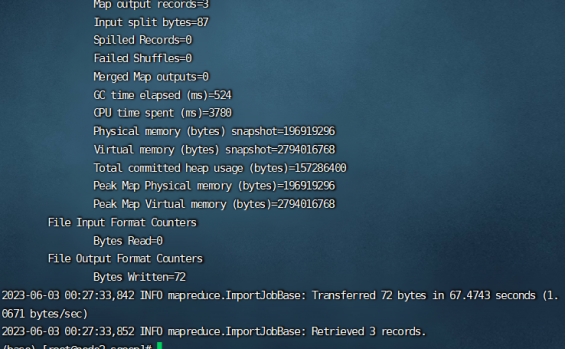 Map output records=3
Input split bytes=87
Spilled Records=0
Failed Shuffles=0
Merged Map outputs=0
GC time elapsed (ms)=524
CPU time spent (ms)=3780
Physical memory (bytes) snapshot=196919296
Virtual memory (bytes) snapshot=2794016768
Total committed heap usage (bytes)=157286400
Peak Map Physical memory (bytes)=196919296
Peak Map Virtual memory (bytes)=2794016768
File Input Format Counters
Bytes Read=0
File Output Format Counters
Bytes Written=72
2023-06-03 00:27:33,842 INFO mapreduce.ImportJobBase: Transferred 72 bytes in 67.4743 seconds (1.
0671 bytes/sec)
2023-06-03 00:27:33,852 INFO mapreduce.ImportJobBase: Retrieved 3 records.
(base) [root@node2 sqoop]#